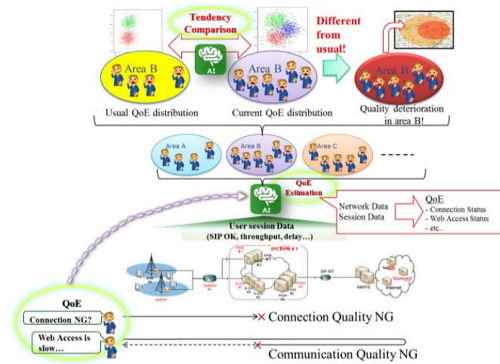 Tendency
Comparison
Different
from
usual!
AI
Area B
Area B
Area B
Usual QoE distribution
Current QoE distribution
Quality deterioration
in area B!
Area A
Area B
Area C
QoE
Estimation
AI
Network Data
Session Data
QoE
- Connection Status
- Web Access Status
- etc..
User session Data
(SIP OK, throughput, delay…)
QoE
Connection NG?
Connection Quality NG
Web Access is
slow…
Communication Quality NG